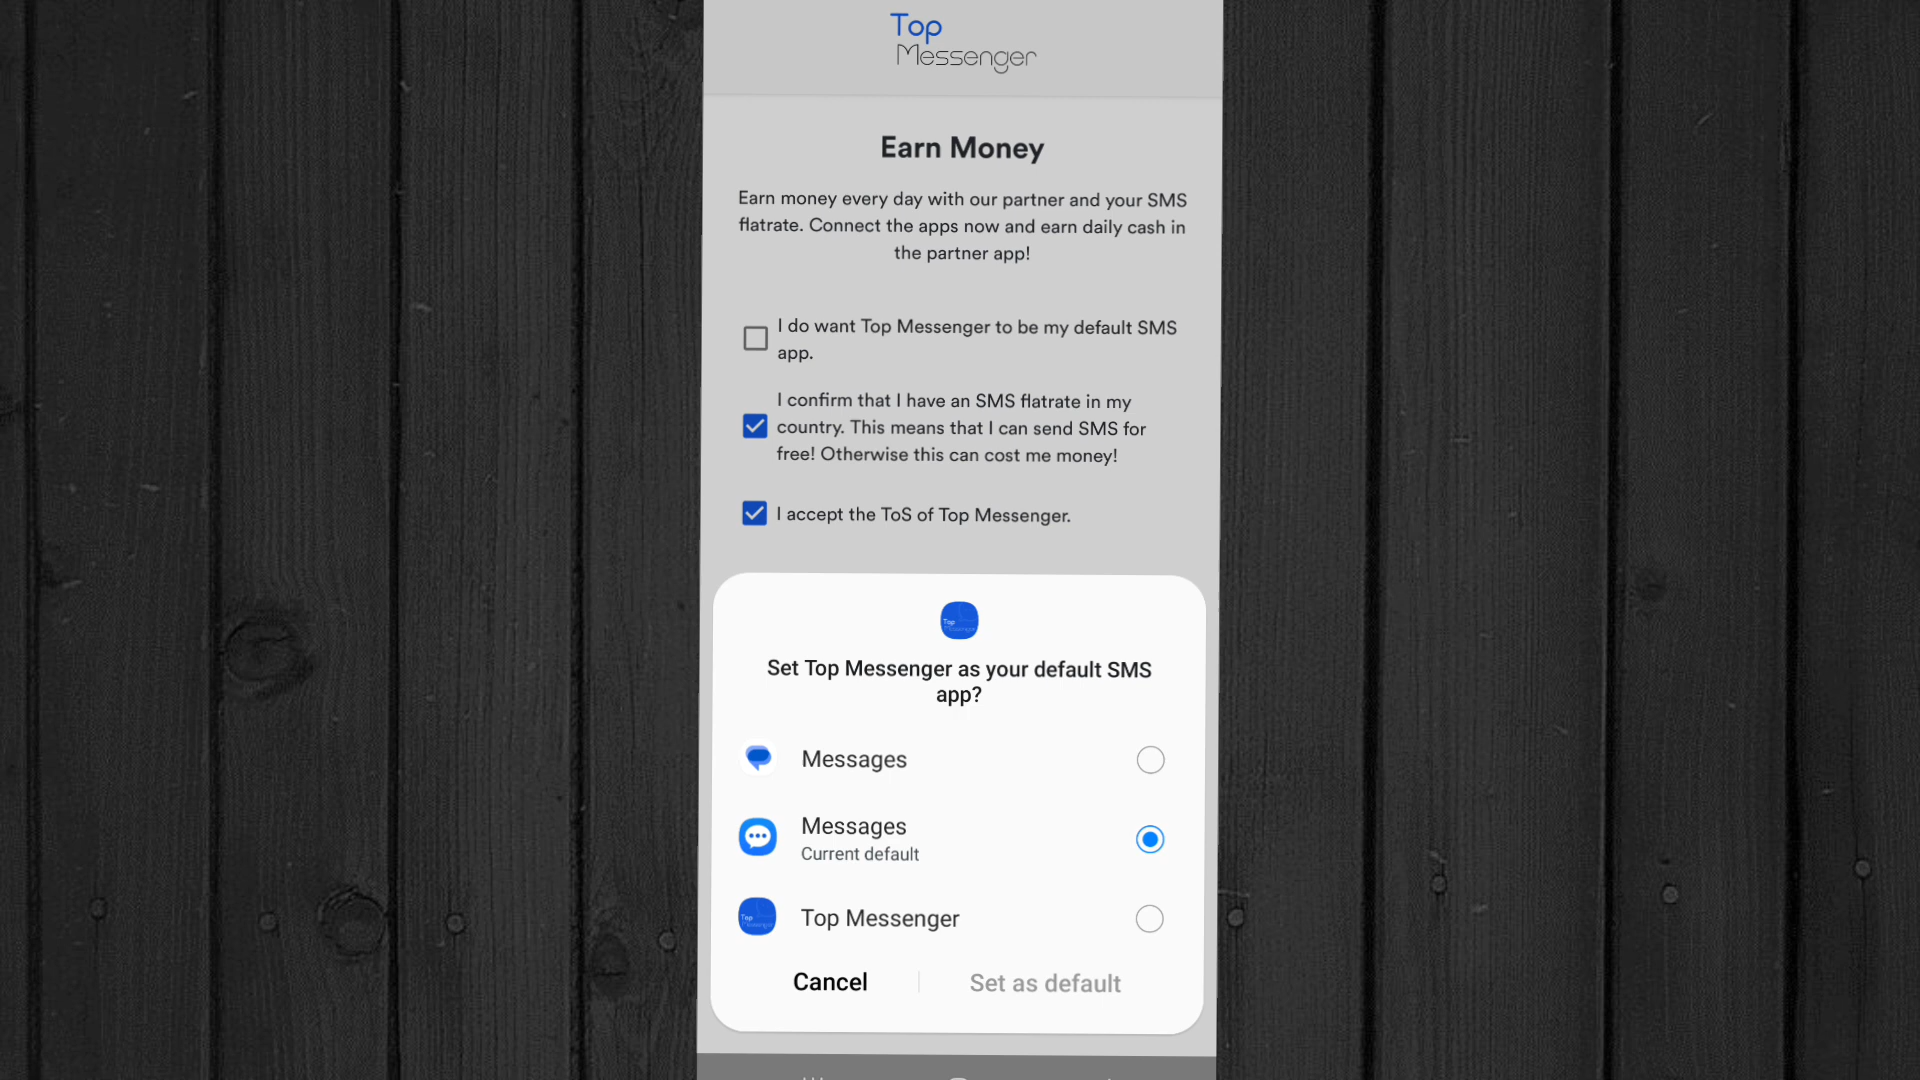 Top
Messenger
Earn Money
Earn money every day with our partner and your SMS
flatrate. Connect the apps now and earn daily cash in
the partner app!
I do want Top Messenger to be my default SMS
app.
I confirm that I have an SMS flatrate in my
country. This means that I can send SMS for
free! Otherwise this can cost me money!
I accept the ToS of Top Messenger.
Top
Messenger
Set Top Messenger as your default SMS
app?
Messages
Messages
Current default
Top
Messenger
Top Messenger
Cancel
Set as default